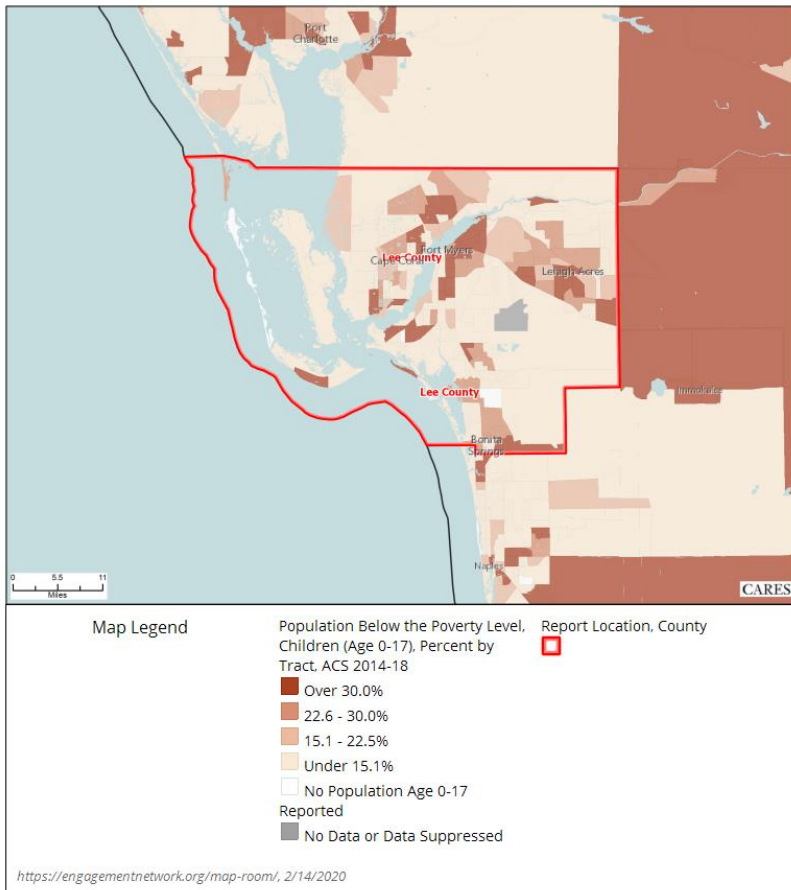 Port
Charlotte
Fort Myers
Cape Coral
Lee County
Lehigh Acres
Lee County
Immokalee
Bonita
Springs
Naples
0 5.5 11
Miles
CARES
Map Legend
Population Below the Poverty Level,
Children (Age 0-17), Percent by
Tract, ACS 2014-18
Over 30.0%
22.6 - 30.0%
15.1 - 22.5%
Under 15.1%
No Population Age 0-17
Reported
No Data or Data Suppressed
Report Location, County
https://engagementnetwork.org/map-room/, 2/14/2020